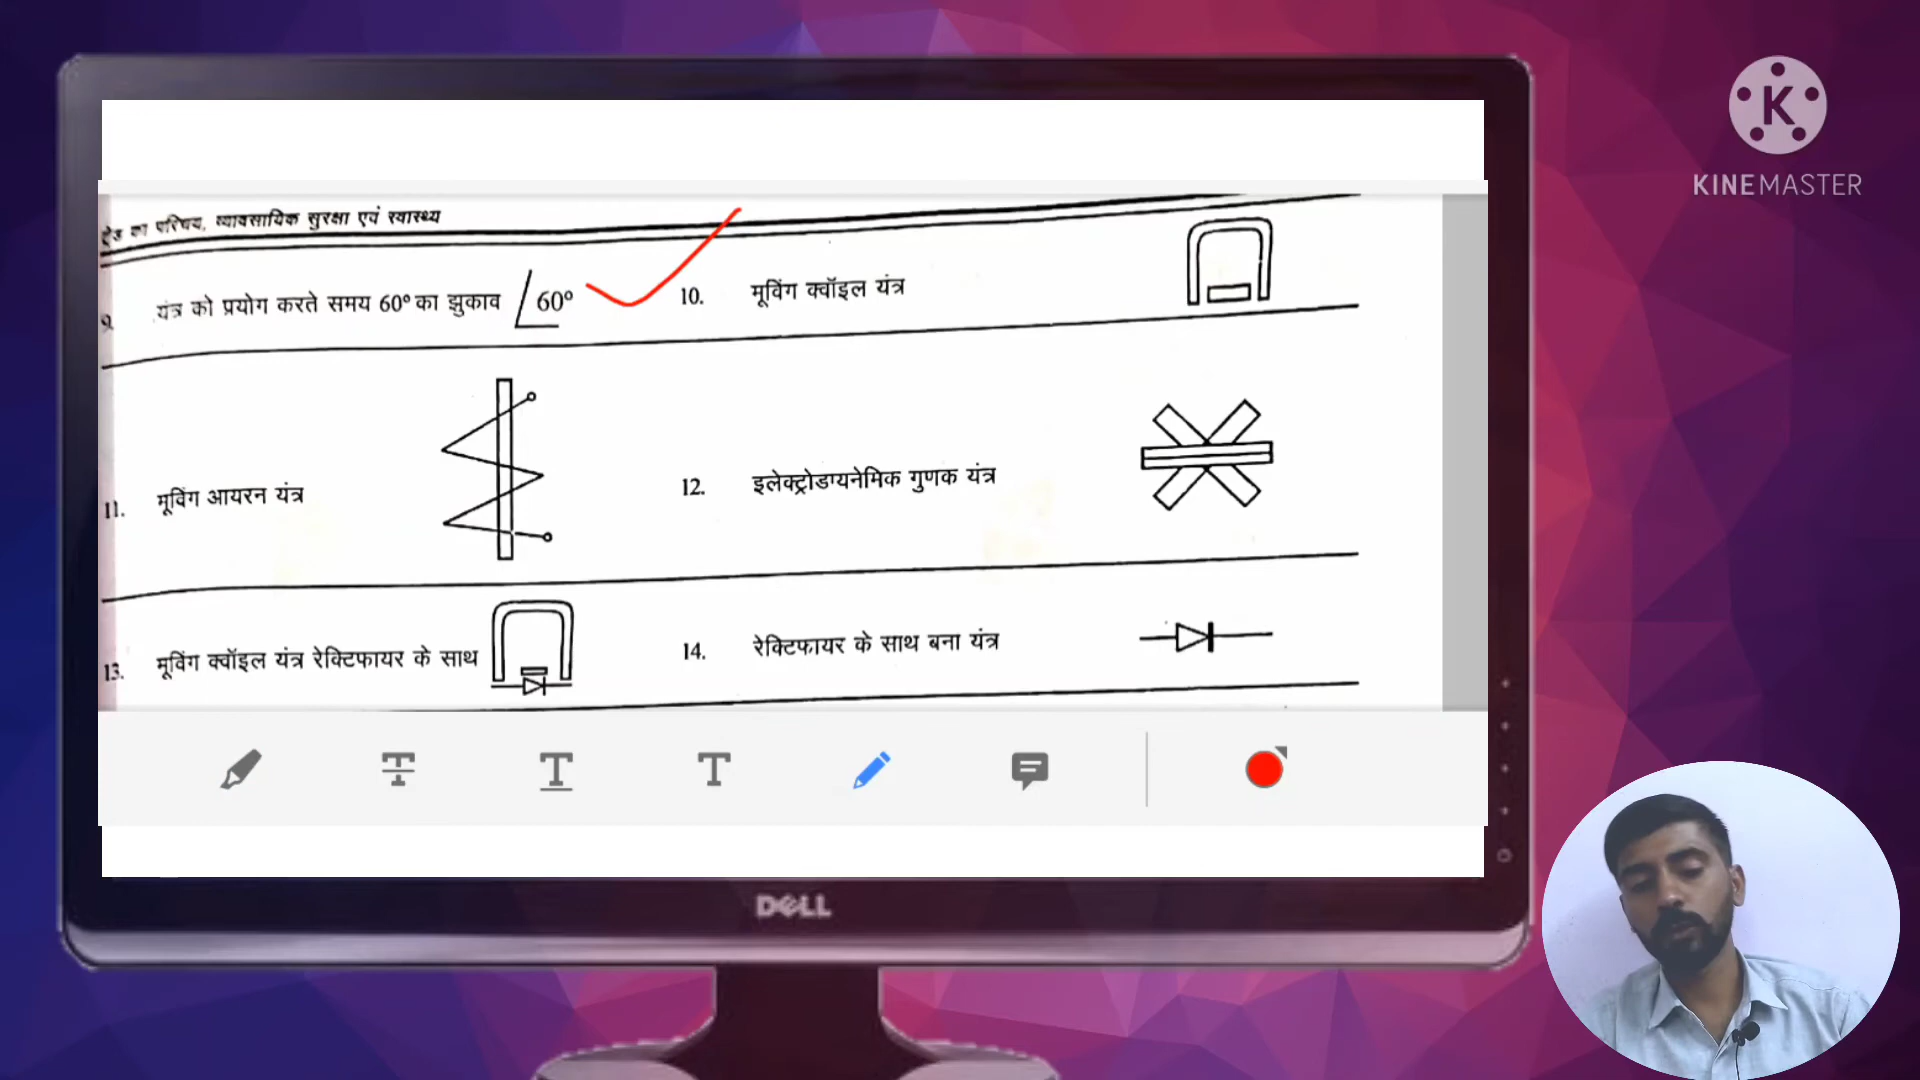 ट्रेड का परिचय, व्यावसायिक सुरक्षा एवं स्वास्थ्य
9. यंत्र को प्रयोग करते समय 60° का झुकाव 60°
10. मूविंग क्वॉइल यंत्र
11. मूविंग आयरन यंत्र
12. इलेक्ट्रोडायनेमिक गुणक यंत्र
13. मूविंग क्वॉइल यंत्र रेक्टिफायर के साथ
14. रेक्टिफायर के साथ बना यंत्र
DELL
K
KINEMASTER